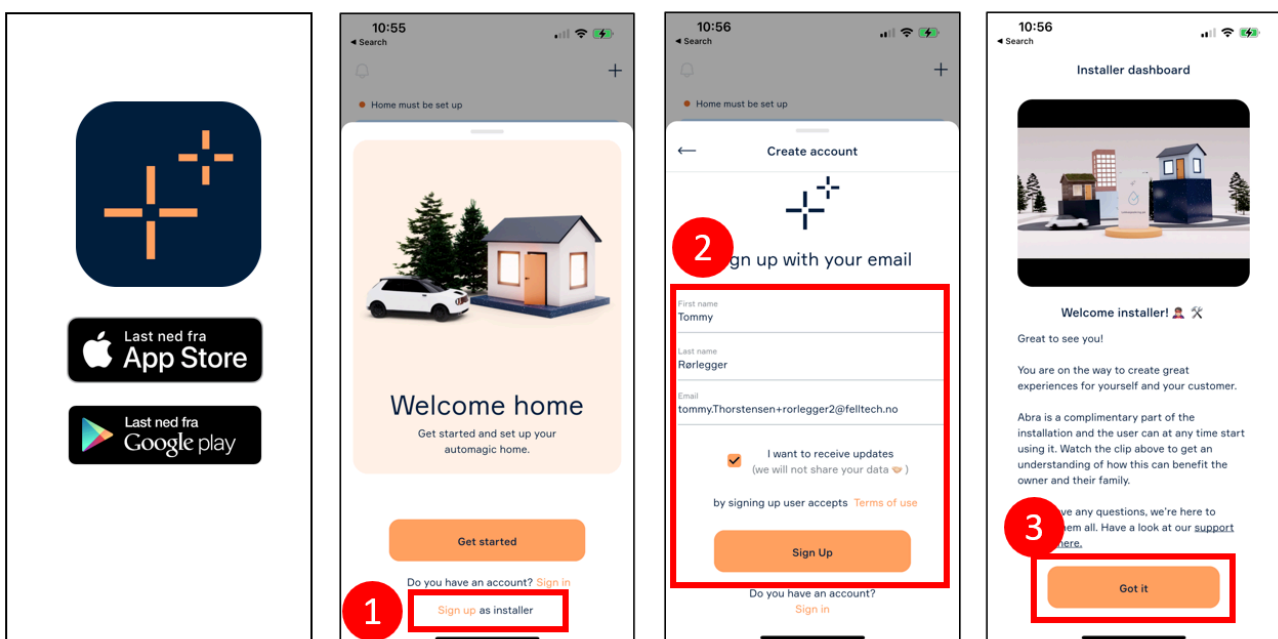 Last ned fra
App Store
Last ned fra
Google play
10:55
Search
Home must be set up
Welcome home
Get started and set up your
automagic home.
Get started
Do you have an account? Sign in
1
Sign up as installer
10:56
Search
Home must be set up
Create account
2
gn up with your email
First name
Tommy
Last name
Rørlegger
Email
tommy.Thorstensen+rorlegger2@felltech.no
I want to receive updates
(we will not share your data 🤝 )
by signing up user accepts Terms of use
Sign Up
Do you have an account?
Sign in
10:56
Search
Installer dashboard
Welcome installer!
Great to see you!
You are on the way to create great
experiences for yourself and your customer.
Abra is a complimentary part of the
installation and the user can at any time start
using it. Watch the clip above to get an
understanding of how this can benefit the
owner and their family.
ve any questions, we're here to
em all. Have a look at our support
3
ere.
Got it